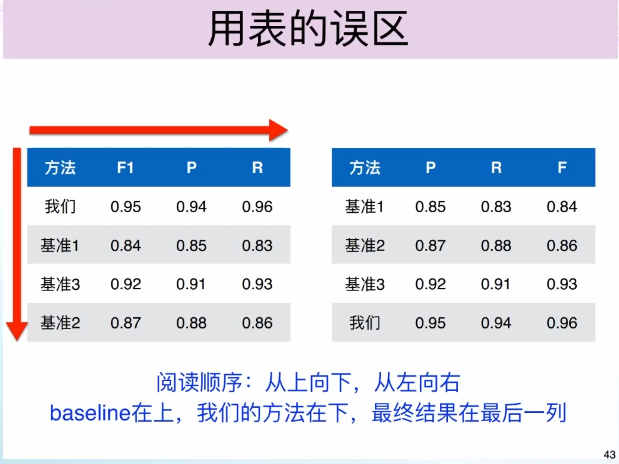 用表的误区
方法 F1 P R
我们 0.95 0.94 0.96
基准1 0.84 0.85 0.83
基准3 0.92 0.91 0.93
基准2 0.87 0.88 0.86
方法 P R F
基准1 0.85 0.83 0.84
基准2 0.87 0.88 0.86
基准3 0.92 0.91 0.93
我们 0.95 0.94 0.96
阅读顺序：从上向下，从左向右
baseline在上，我们的方法在下，最终结果在最后一列
43